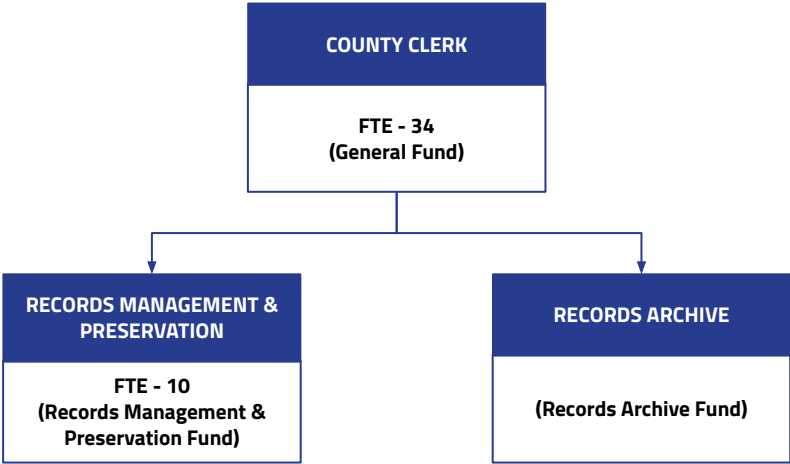 COUNTY CLERK
FTE - 34
(General Fund)
RECORDS MANAGEMENT &
PRESERVATION
FTE - 10
(Records Management &
Preservation Fund)
RECORDS ARCHIVE
(Records Archive Fund)